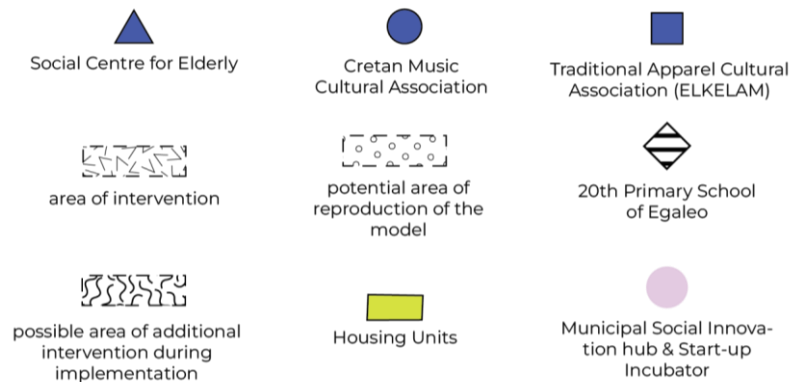 Social Centre for Elderly
Cretan Music
Cultural Association
Traditional Apparel Cultural
Association (ELKELAM)
area of intervention
potential area of
reproduction of the
model
20th Primary School
of Egaleo
possible area of additional
intervention during
implementation
Housing Units
Municipal Social Innova-
tion hub & Start-up
Incubator